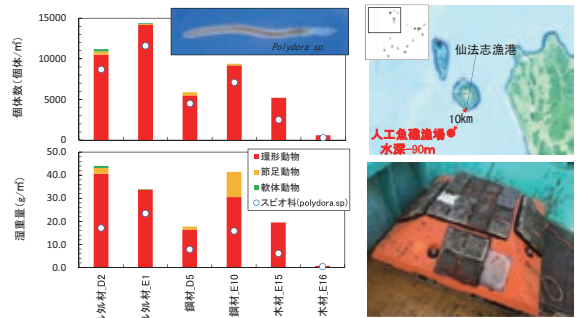 15000
10000
5000
0
個体数 (個体/㎡)
Polydora sp.
50.0
40.0
30.0
20.0
10.0
0.0
湿重量(g/㎡)
環形動物
節足動物
軟体動物
スピオ科(polydora.sp)
ルタル材_D2
ルタル材_E1
鋼材_D5
鋼材_E10
木材_E15
木材_E16
仙法志漁港
10km
人工魚礁漁場
水深-90m